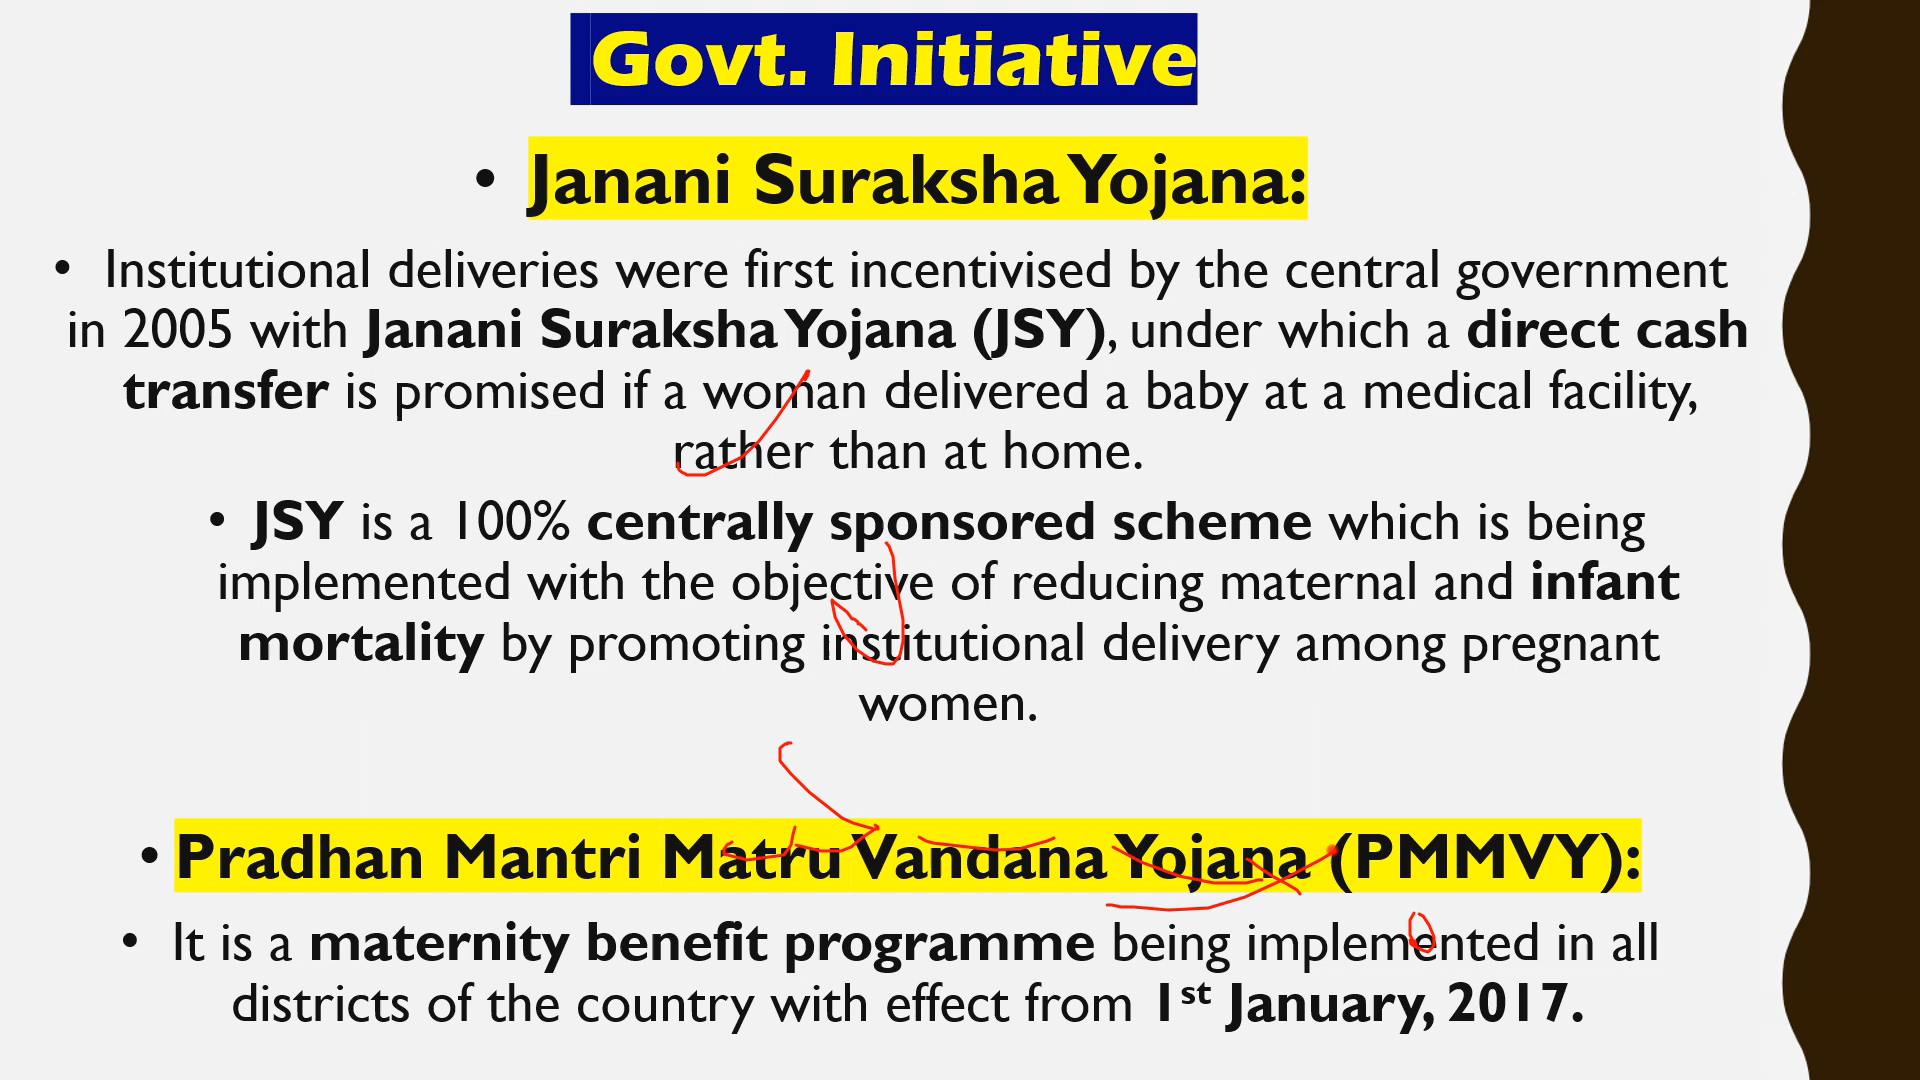 Govt. Initiative
• Janani Suraksha Yojana:
• Institutional deliveries were first incentivised by the central government
in 2005 with Janani Suraksha Yojana (JSY), under which a direct cash
transfer is promised if a woman delivered a baby at a medical facility,
rather than at home.
• JSY is a 100% centrally sponsored scheme which is being
implemented with the objective of reducing maternal and infant
mortality by promoting institutional delivery among pregnant
women.
• Pradhan Mantri Matru Vandana Yojana (PMMVY):
• It is a maternity benefit programme being implemented in all
districts of the country with effect from 1st January, 2017.